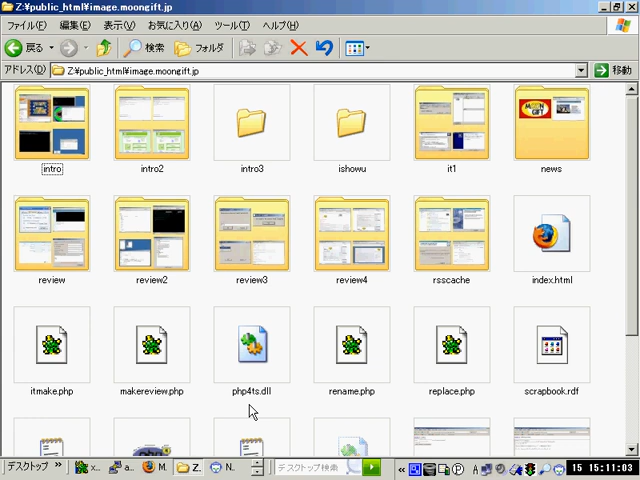 Z:¥public_html¥image.moongift.jp
ファイル(F) 編集(E) 表示(V) お気に入り(A) ツール(T) ヘルプ(H)
戻る 検索 フォルダ
アドレス(D) Z:¥public_html¥image.moongift.jp 移動
MOON GIFT
intro intro2 intro3 ishowu it1 news
review review2 review3 review4 rsscache index.html
itmake.php makereview.php php4ts.dll rename.php replace.php scrapbook.rdf
デスクトップ » x... a... M. Z. N. デスクトップ検索 « 15 15:11:03